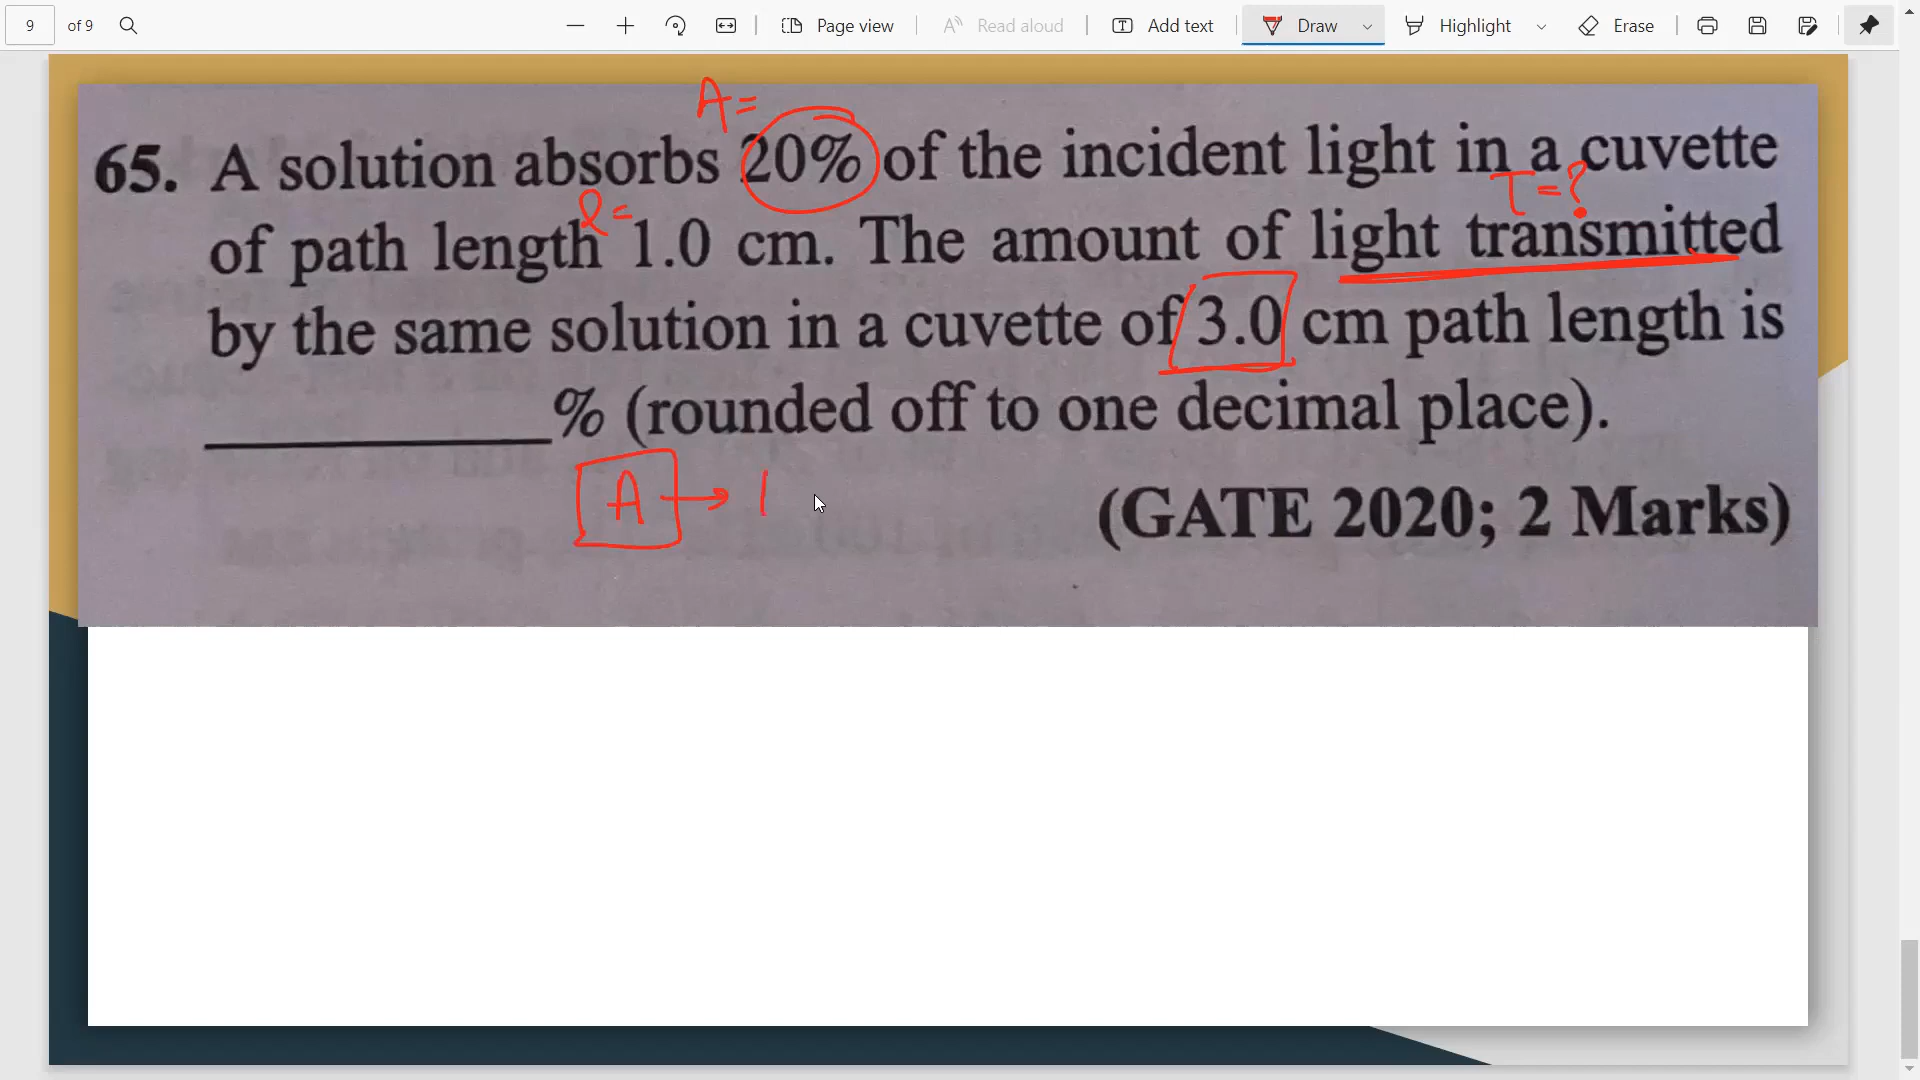 9 of 9 Page view Read aloud Add text Draw Highlight Erase
A =
65. A solution absorbs 20% of the incident light in a cuvette
l = T = ?
of path length 1.0 cm. The amount of light transmitted
by the same solution in a cuvette of 3.0 cm path length is
% (rounded off to one decimal place).
A → 1
(GATE 2020; 2 Marks)